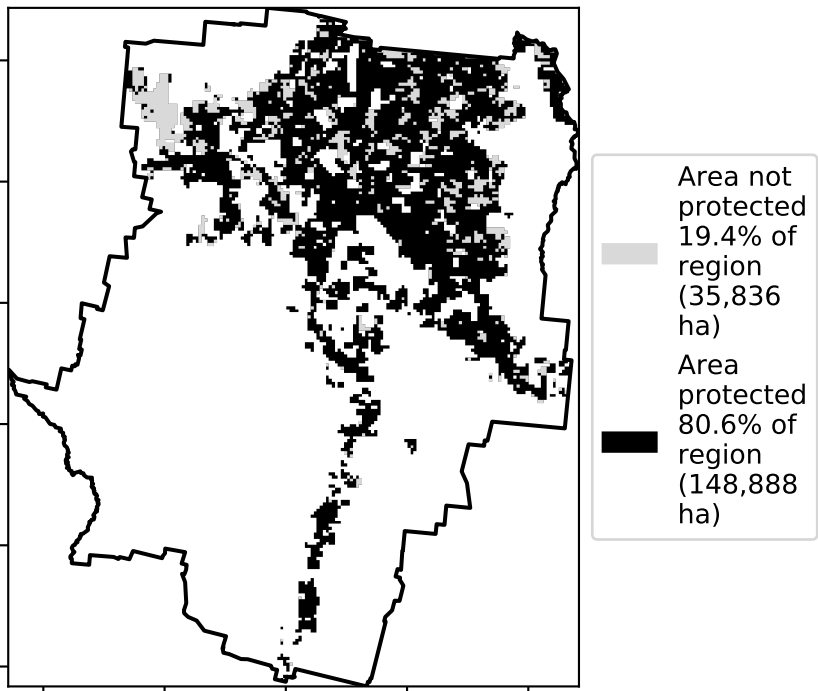 Area not
protected
19.4% of
region
(35,836
ha)
Area
protected
80.6% of
region
(148,888
ha)